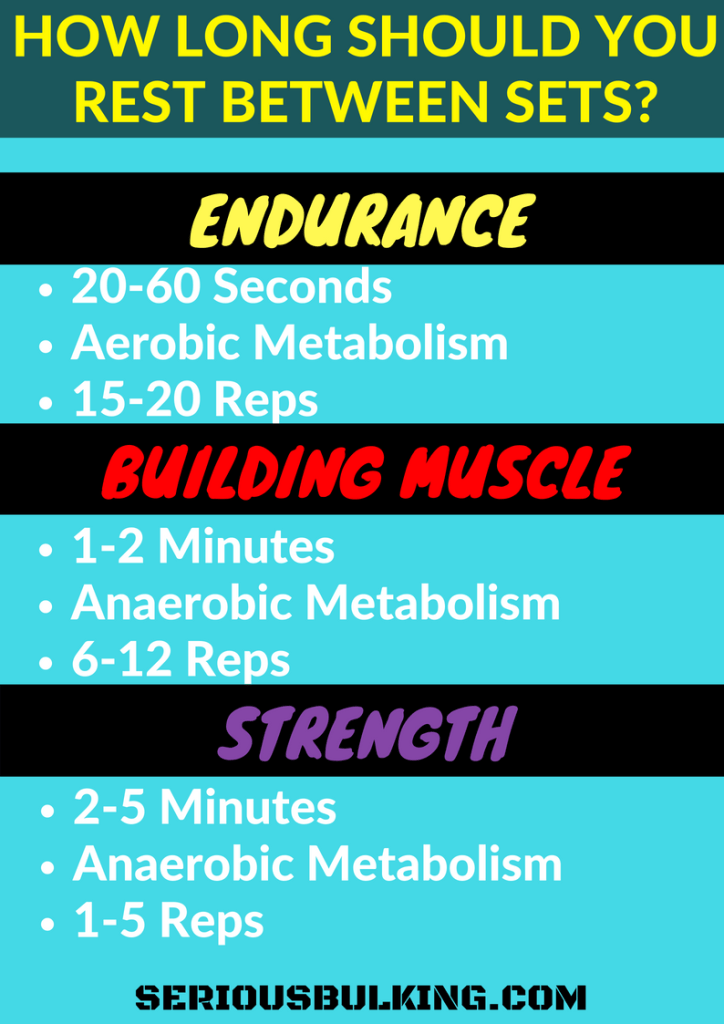 HOW LONG SHOULD YOU
REST BETWEEN SETS?
ENDURANCE
• 20-60 Seconds
• Aerobic Metabolism
• 15-20 Reps
BUILDING MUSCLE
• 1-2 Minutes
• Anaerobic Metabolism
• 6-12 Reps
STRENGTH
• 2-5 Minutes
• Anaerobic Metabolism
• 1-5 Reps
SERIOUSBULKING.COM